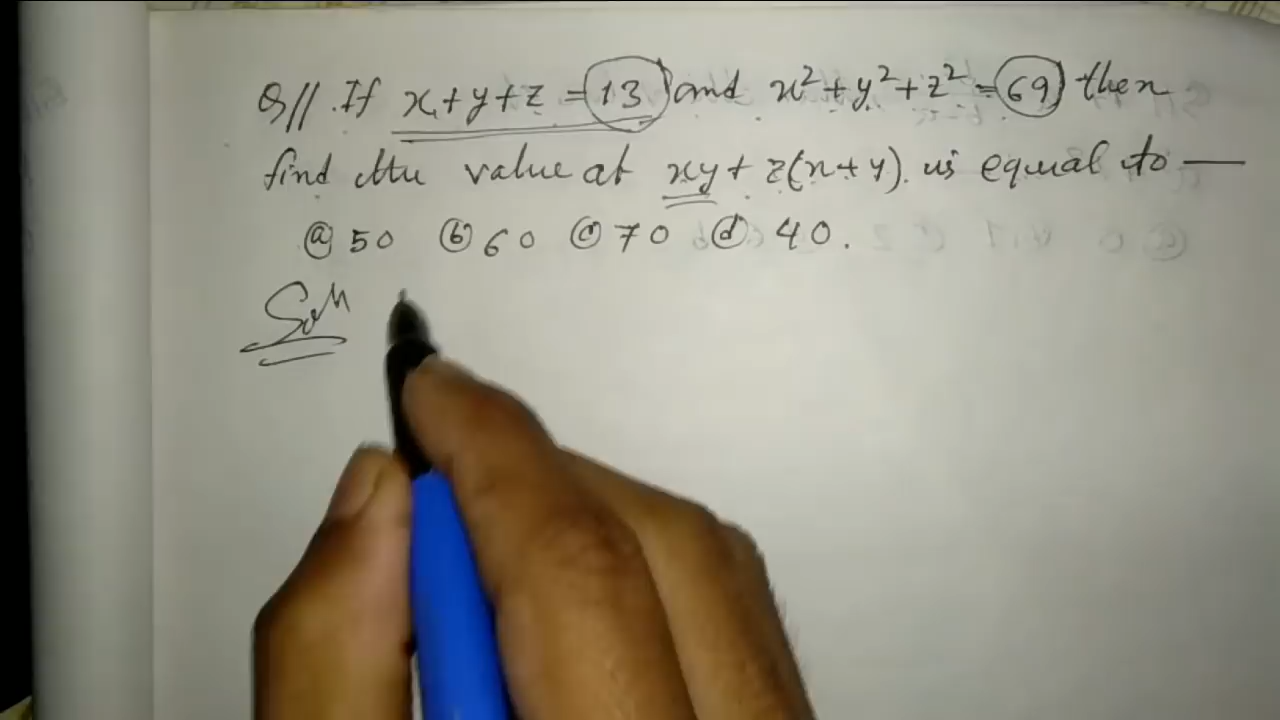 Q// If x+y+z = 13 and x²+y²+z² = 69 then
find the value at xy + z(x+y) is equal to —
(a) 50 (b) 60 (c) 70 (d) 40.
Solⁿ